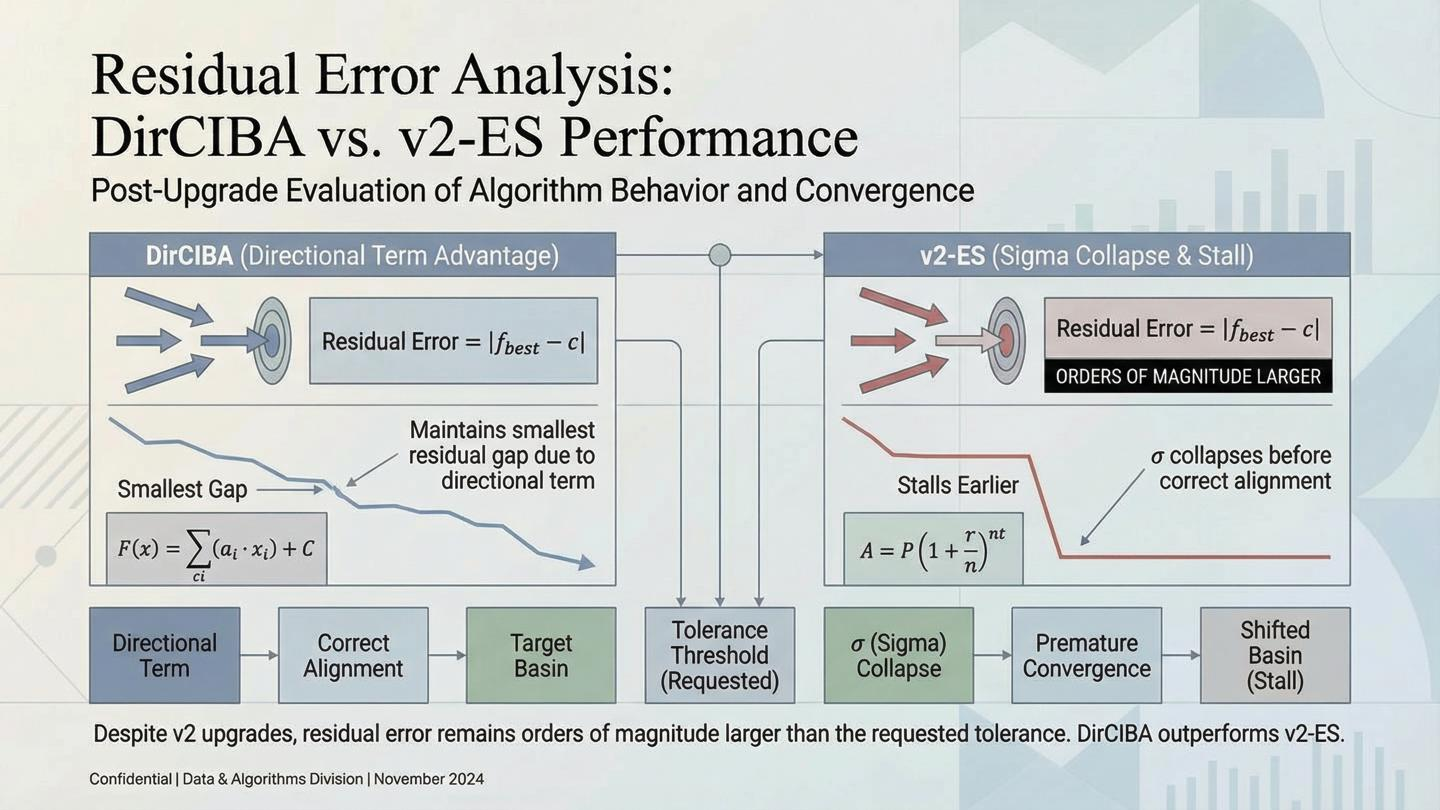 Residual Error Analysis:
DirCIBA vs. v2-ES Performance
Post-Upgrade Evaluation of Algorithm Behavior and Convergence
DirCIBA (Directional Term Advantage)
Residual Error = |f_best − c|
Maintains smallest
residual gap due to
directional term
Smallest Gap
F(x) = ∑_ci (a_i · x_i) + C
v2-ES (Sigma Collapse & Stall)
Residual Error = |f_best − c|
ORDERS OF MAGNITUDE LARGER
σ collapses before
correct alignment
Stalls Earlier
A = P(1 + r/n)^nt
Directional
Term
Correct
Alignment
Target
Basin
Tolerance
Threshold
(Requested)
σ (Sigma)
Collapse
Premature
Convergence
Shifted
Basin
(Stall)
Despite v2 upgrades, residual error remains orders of magnitude larger than the requested tolerance. DirCIBA outperforms v2-ES.
Confidential | Data & Algorithms Division | November 2024